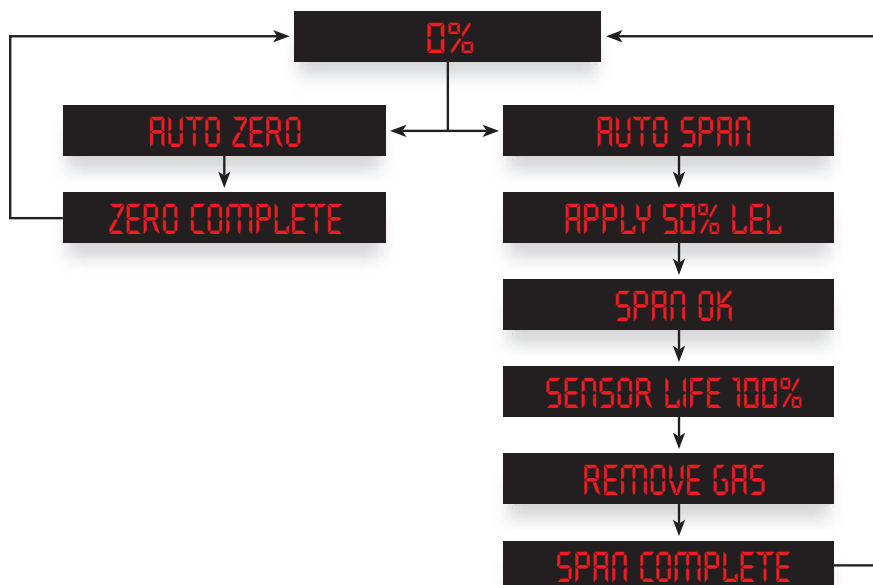 0%
AUTO ZERO
ZERO COMPLETE
AUTO SPAN
APPLY 50% LEL
SPAN OK
SENSOR LIFE 100%
REMOVE GAS
SPAN COMPLETE